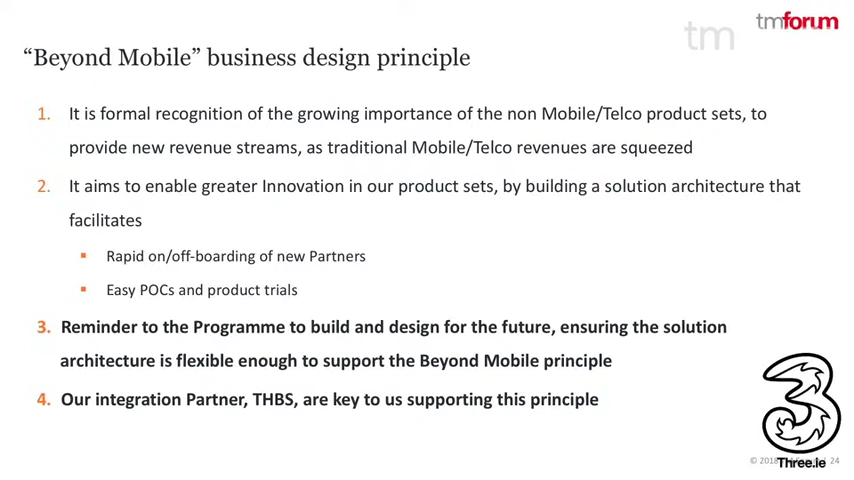 tm
tmforum
“Beyond Mobile” business design principle
1. It is formal recognition of the growing importance of the non Mobile/Telco product sets, to
provide new revenue streams, as traditional Mobile/Telco revenues are squeezed
2. It aims to enable greater Innovation in our product sets, by building a solution architecture that
facilitates
▪ Rapid on/off-boarding of new Partners
▪ Easy POCs and product trials
3. Reminder to the Programme to build and design for the future, ensuring the solution
architecture is flexible enough to support the Beyond Mobile principle
4. Our integration Partner, THBS, are key to us supporting this principle
3
Three.ie
© 2018 24